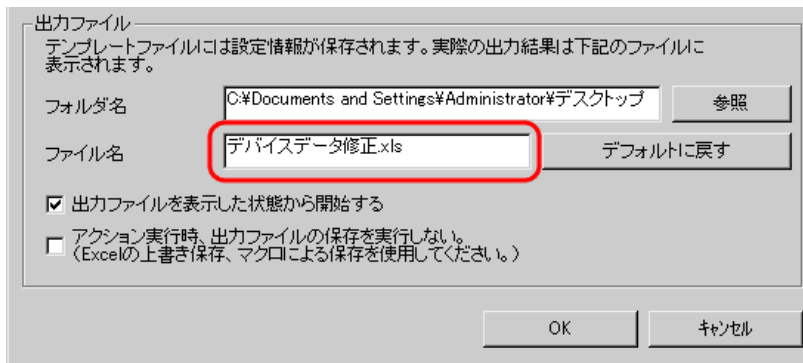 出力ファイル
テンプレートファイルには設定情報が保存されます。実際の出力結果は下記のファイルに
表示されます。
フォルダ名 C:¥Documents and Settings¥Administrator¥デスクトップ 参照
ファイル名 デバイスデータ修正.xls デフォルトに戻す
出力ファイルを表示した状態から開始する
アクション実行時、出力ファイルの保存を実行しない。
（Excelの上書き保存、マクロによる保存を使用してください。）
OK キャンセル